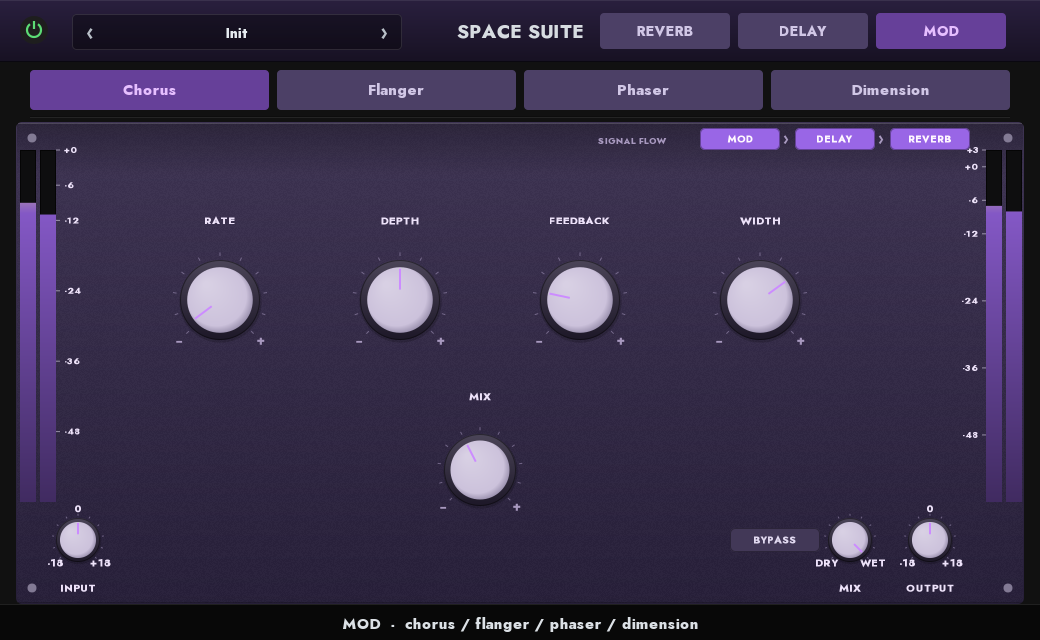 ‹ Init ›
SPACE SUITE
REVERB DELAY MOD
Chorus Flanger Phaser Dimension
SIGNAL FLOW MOD › DELAY › REVERB
+0
-6
-12
-24
-36
-48
+3
+0
-6
-12
-24
-36
-48
RATE DEPTH FEEDBACK WIDTH
− + − + − + − +
MIX
− +
0
-18 +18
INPUT
BYPASS
DRY WET
MIX
0
-18 +18
OUTPUT
MOD - chorus / flanger / phaser / dimension